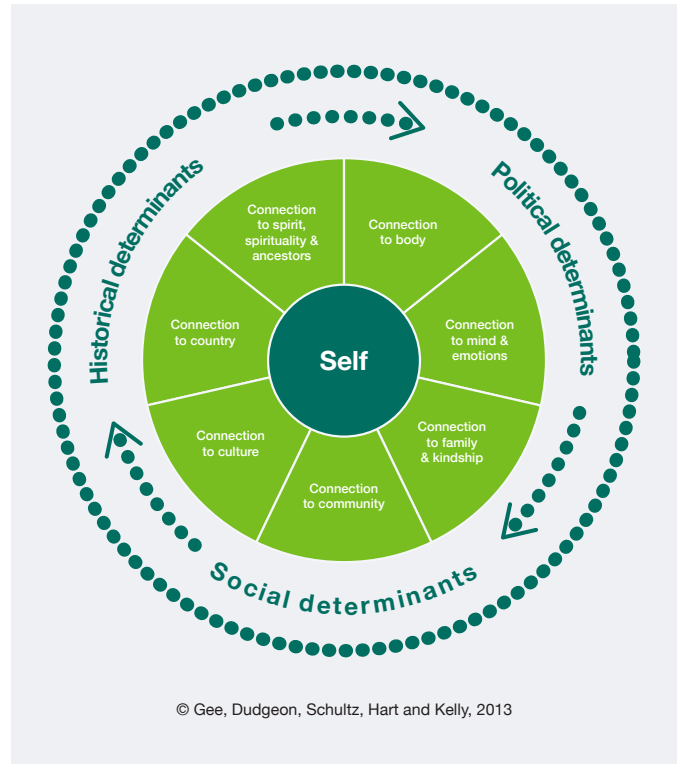 Historical determinants
Political determinants
Social determinants
Connection
to spirit,
spirituality &
ancestors
Connection
to body
Connection
to mind &
emotions
Connection
to family
& kindship
Connection
to community
Connection
to culture
Connection
to country
Self
© Gee, Dudgeon, Schultz, Hart and Kelly, 2013